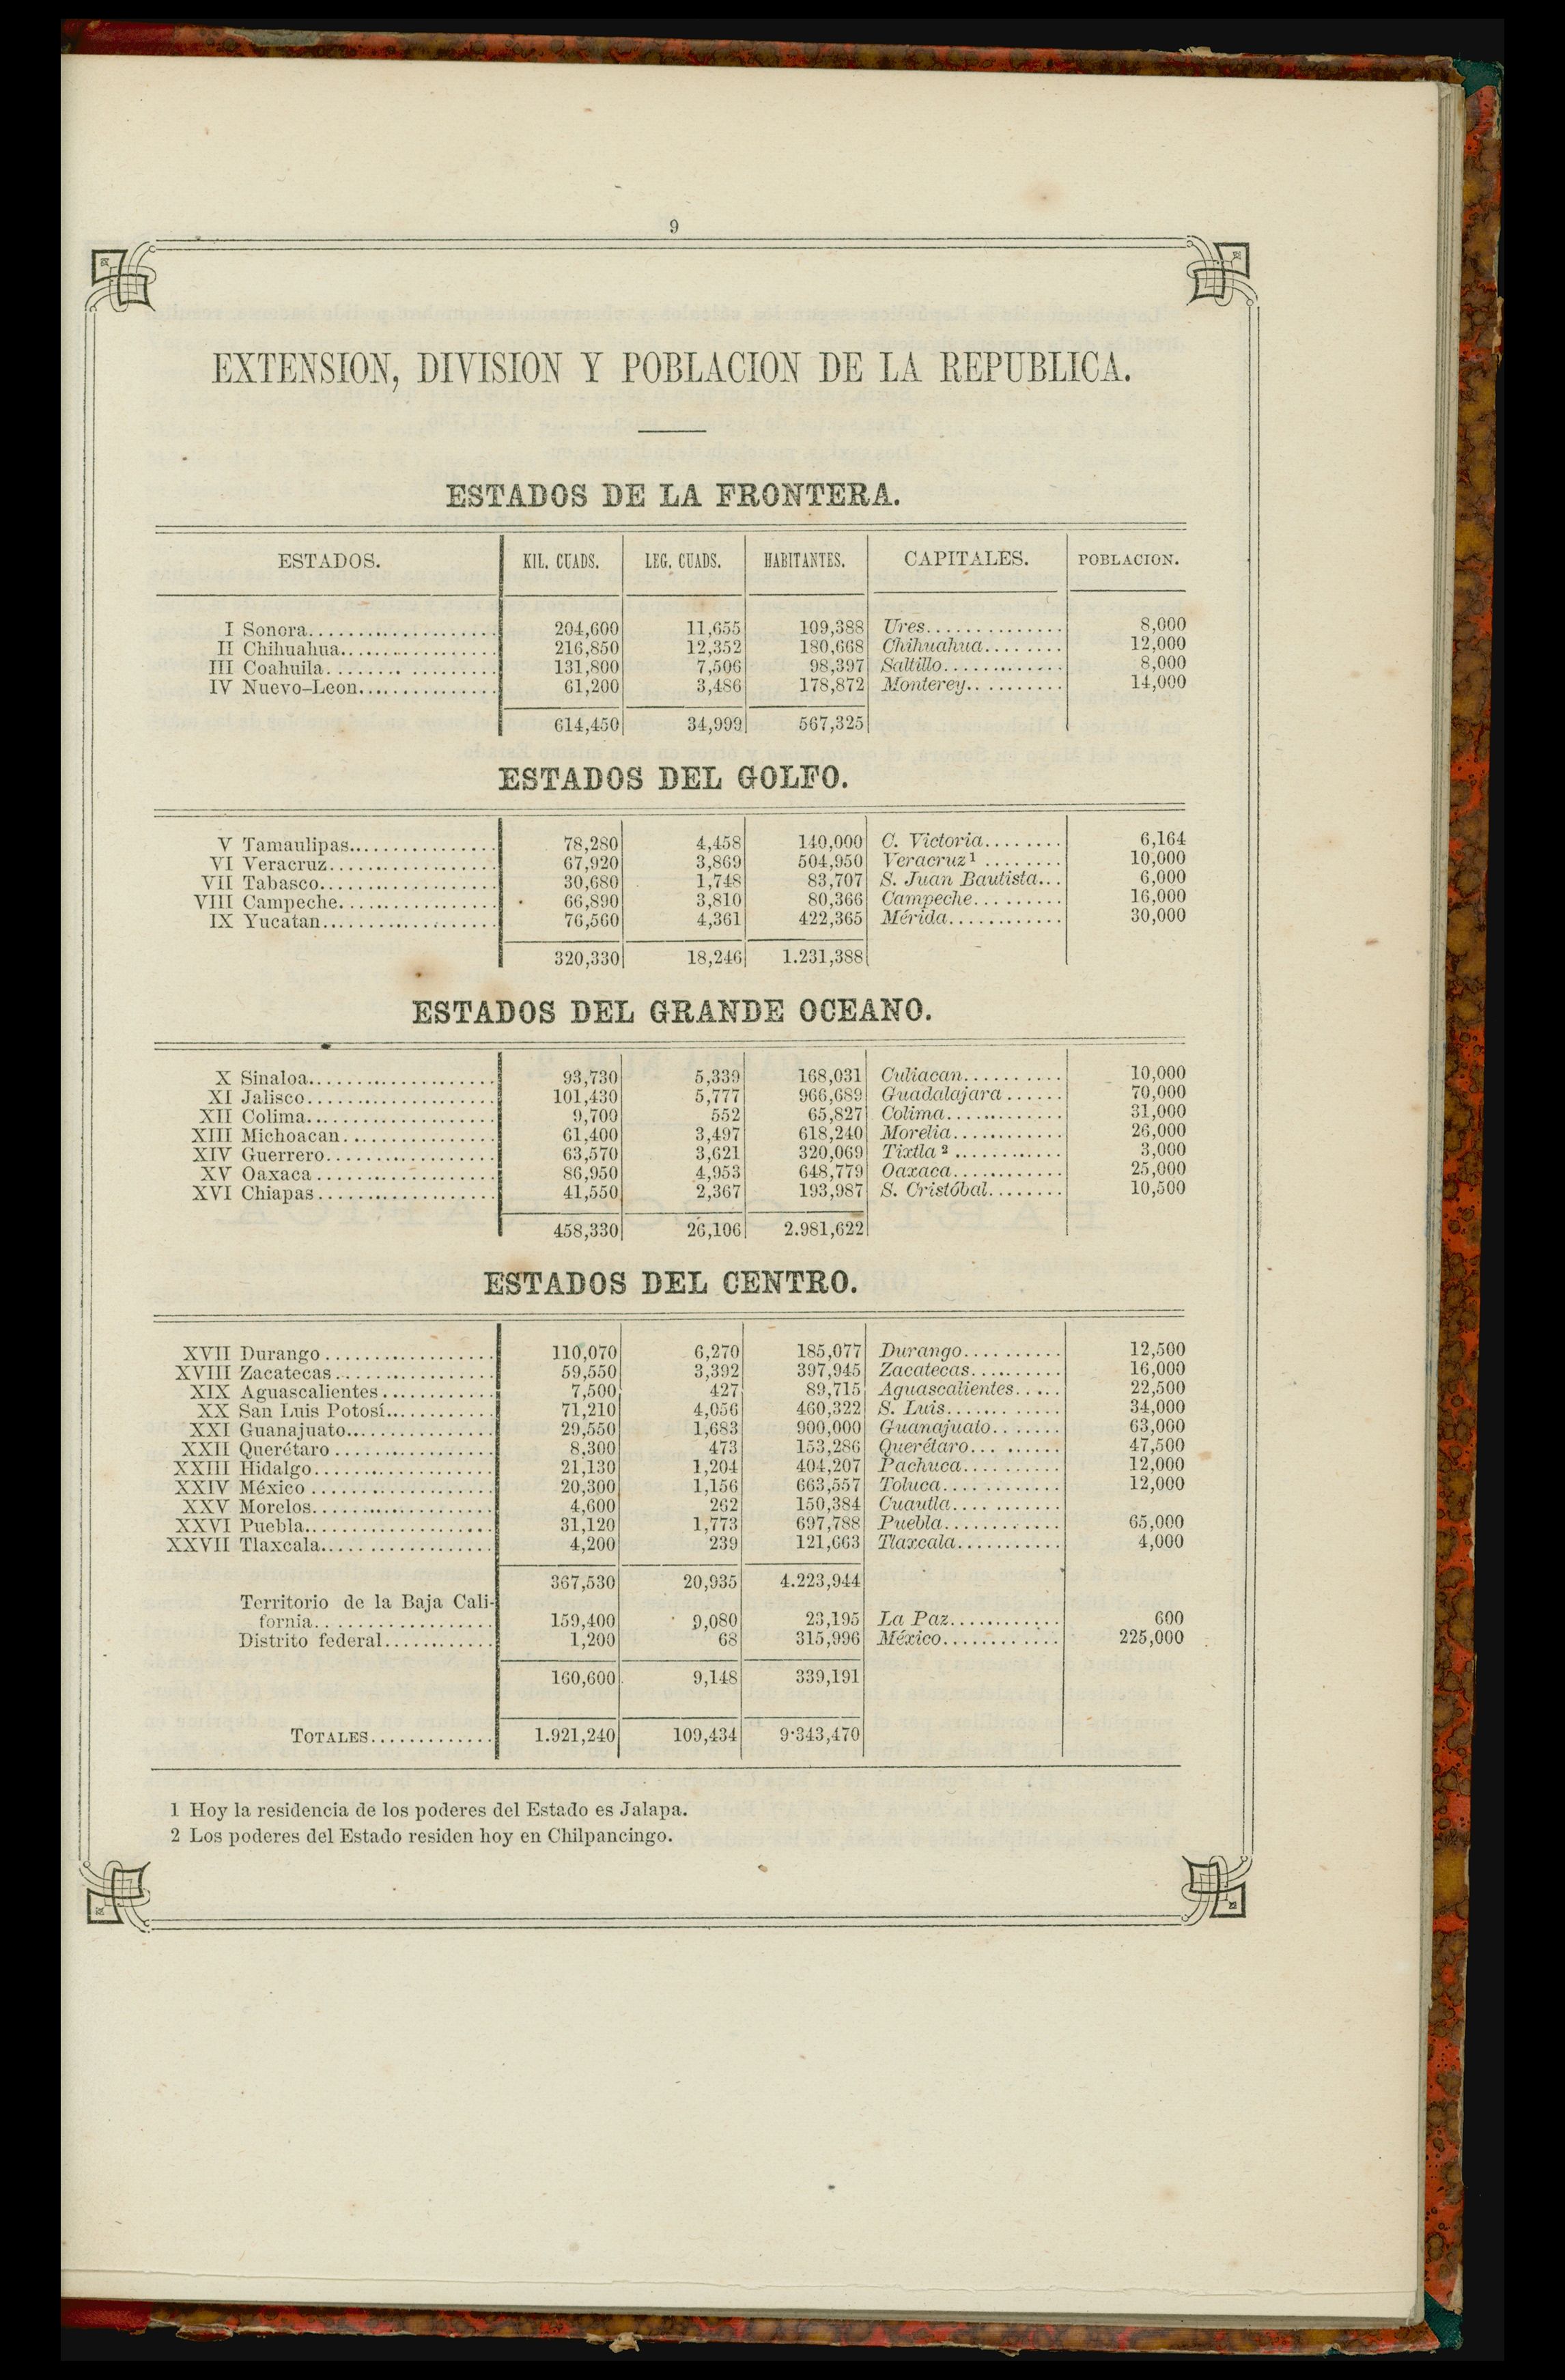 9
EXTENSION, DIVISION Y POBLACION DE LA REPUBLICA.
ESTADOS DE LA FRONTERA.
ESTADOS. KIL. CUADS. LEG. CUADS. HABITANTES. CAPITALES. POBLACION.
I Sonora 204,600 11,655 109,388 Ures 8,000
II Chihuahua 216,850 12,352 180,668 Chihuahua 12,000
III Coahuila 131,800 7,506 98,397 Saltillo 8,000
IV Nuevo-Leon 61,200 3,486 178,872 Monterey 14,000
614,450 34,999 567,325
ESTADOS DEL GOLFO.
V Tamaulipas 78,280 4,458 140,000 C. Victoria 6,164
VI Veracruz 67,920 3,869 504,950 Veracruz 1 10,000
VII Tabasco 30,680 1,748 83,707 S. Juan Bautista 6,000
VIII Campeche 66,890 3,810 80,366 Campeche 16,000
IX Yucatan 76,560 4,361 422,365 Mérida 30,000
320,330 18,246 1.231,388
ESTADOS DEL GRANDE OCEANO.
X Sinaloa 93,730 5,339 168,031 Culiacan 10,000
XI Jalisco 101,430 5,777 966,689 Guadalajara 70,000
XII Colima 9,700 552 65,827 Colima 31,000
XIII Michoacan 61,400 3,497 618,240 Morelia 26,000
XIV Guerrero 63,570 3,621 320,069 Tixtla 2 3,000
XV Oaxaca 86,950 4,953 648,779 Oaxaca 25,000
XVI Chiapas 41,550 2,367 193,987 S. Cristóbal 10,500
458,330 26,106 2.981,622
ESTADOS DEL CENTRO.
XVII Durango 110,070 6,270 185,077 Durango 12,500
XVIII Zacatecas 59,550 3,392 397,945 Zacatecas 16,000
XIX Aguascalientes 7,500 427 89,715 Aguascalientes 22,500
XX San Luis Potosí 71,210 4,056 460,322 S. Luis 34,000
XXI Guanajuato 29,550 1,683 900,000 Guanajuato 63,000
XXII Querétaro 8,300 473 153,286 Querétaro 47,500
XXIII Hidalgo 21,130 1,204 404,207 Pachuca 12,000
XXIV México 20,300 1,156 663,557 Toluca 12,000
XXV Morelos 4,600 262 150,384 Cuautla
XXVI Puebla 31,120 1,773 697,788 Puebla 65,000
XXVII Tlaxcala 4,200 239 121,663 Tlaxcala 4,000
367,530 20,935 4.223,944
Territorio de la Baja Cali-
fornia 159,400 9,080 23,195 La Paz 600
Distrito federal 1,200 68 315,996 México 225,000
160,600 9,148 339,191
TOTALES 1.921,240 109,434 9·343,470
1 Hoy la residencia de los poderes del Estado es Jalapa.
2 Los poderes del Estado residen hoy en Chilpancingo.